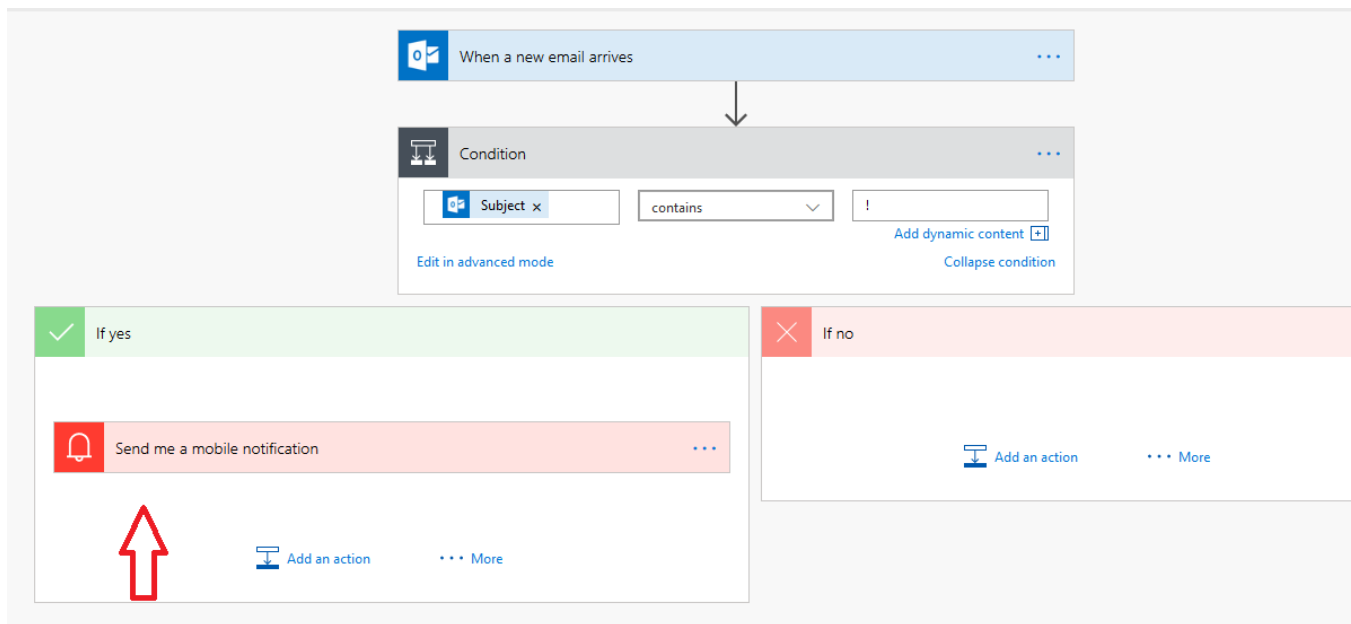 When a new email arrives
Condition
Subject x contains !
Add dynamic content
Edit in advanced mode Collapse condition
If yes
Send me a mobile notification
Add an action More
If no
Add an action More